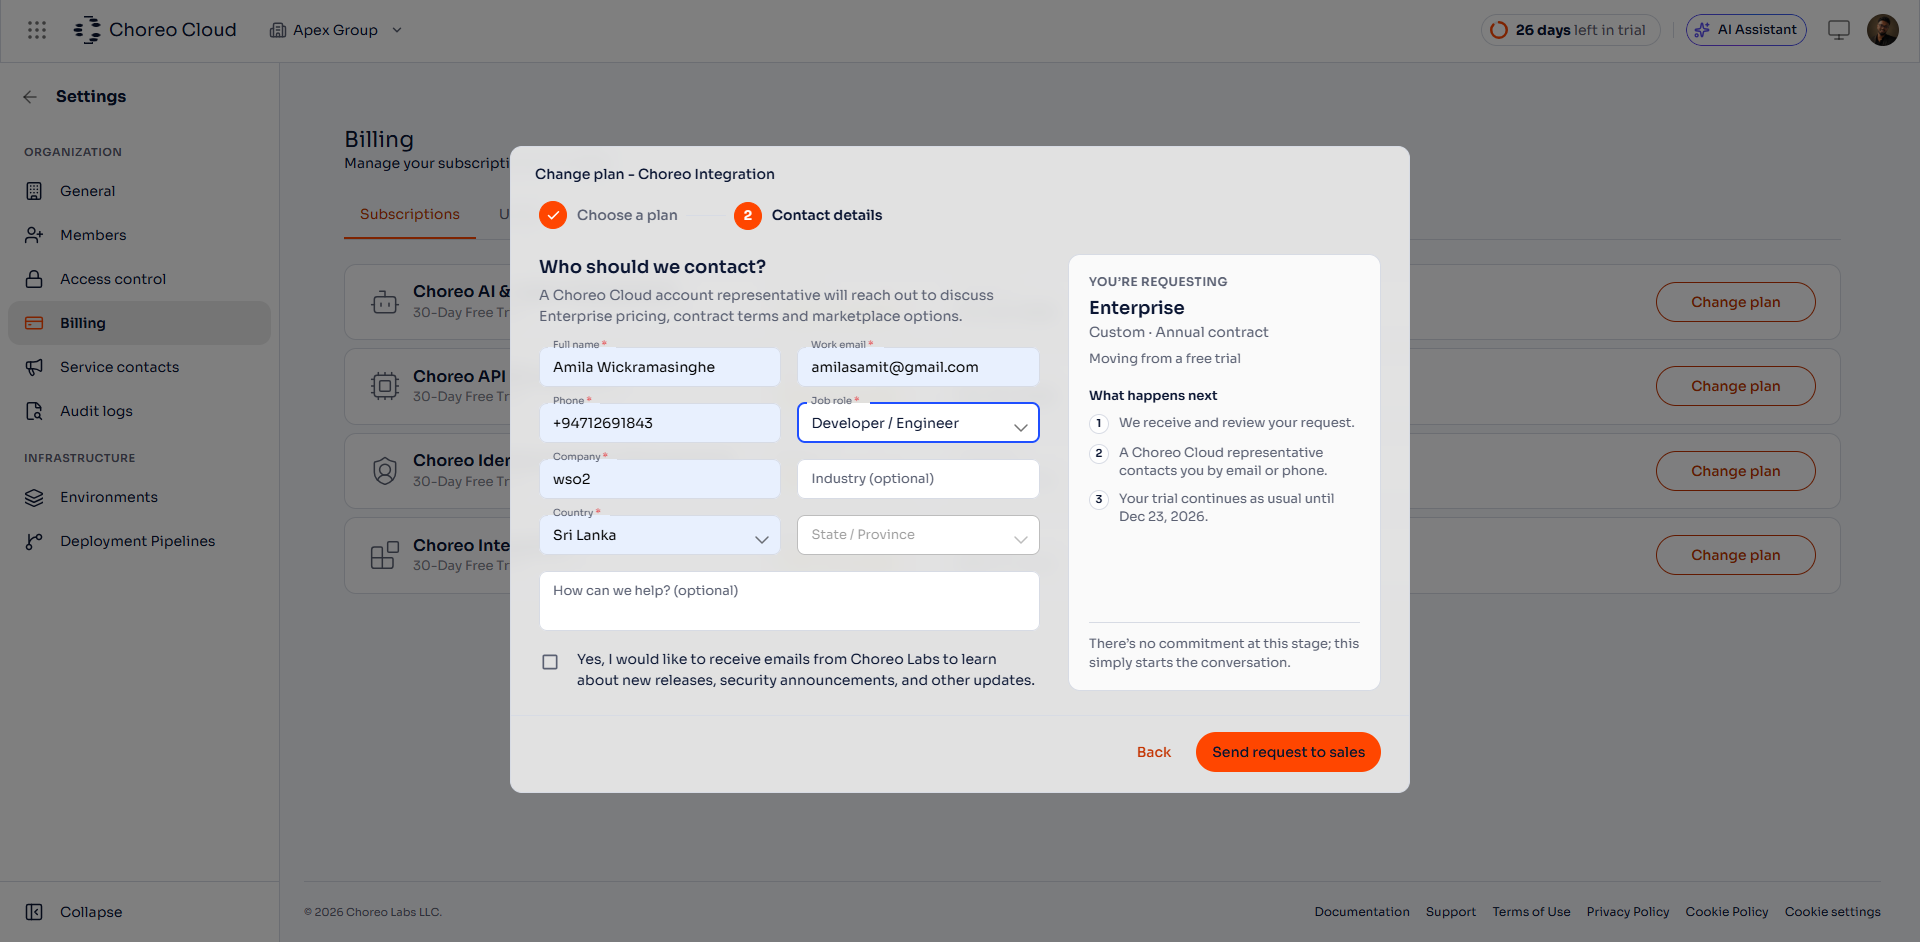 Choreo Cloud
Apex Group
26 days left in trial
AI Assistant
Settings
ORGANIZATION
General
Members
Access control
Billing
Service contacts
Audit logs
INFRASTRUCTURE
Environments
Deployment Pipelines
Collapse
Billing
Manage your subscripti
Subscriptions
U
Choreo AI &
30-Day Free Tr
Change plan
Choreo API
30-Day Free Tr
Change plan
Choreo Iden
30-Day Free Tr
Change plan
Choreo Inte
30-Day Free Tr
Change plan
Change plan - Choreo Integration
Choose a plan
2 Contact details
Who should we contact?
A Choreo Cloud account representative will reach out to discuss
Enterprise pricing, contract terms and marketplace options.
Full name *
Amila Wickramasinghe
Work email *
amilasamit@gmail.com
Phone *
+94712691843
Job role *
Developer / Engineer
Company *
wso2
Industry (optional)
Country *
Sri Lanka
State / Province
How can we help? (optional)
Yes, I would like to receive emails from Choreo Labs to learn
about new releases, security announcements, and other updates.
YOU'RE REQUESTING
Enterprise
Custom · Annual contract
Moving from a free trial
What happens next
1 We receive and review your request.
2 A Choreo Cloud representative
contacts you by email or phone.
3 Your trial continues as usual until
Dec 23, 2026.
There's no commitment at this stage; this
simply starts the conversation.
Back
Send request to sales
© 2026 Choreo Labs LLC.
Documentation
Support
Terms of Use
Privacy Policy
Cookie Policy
Cookie settings